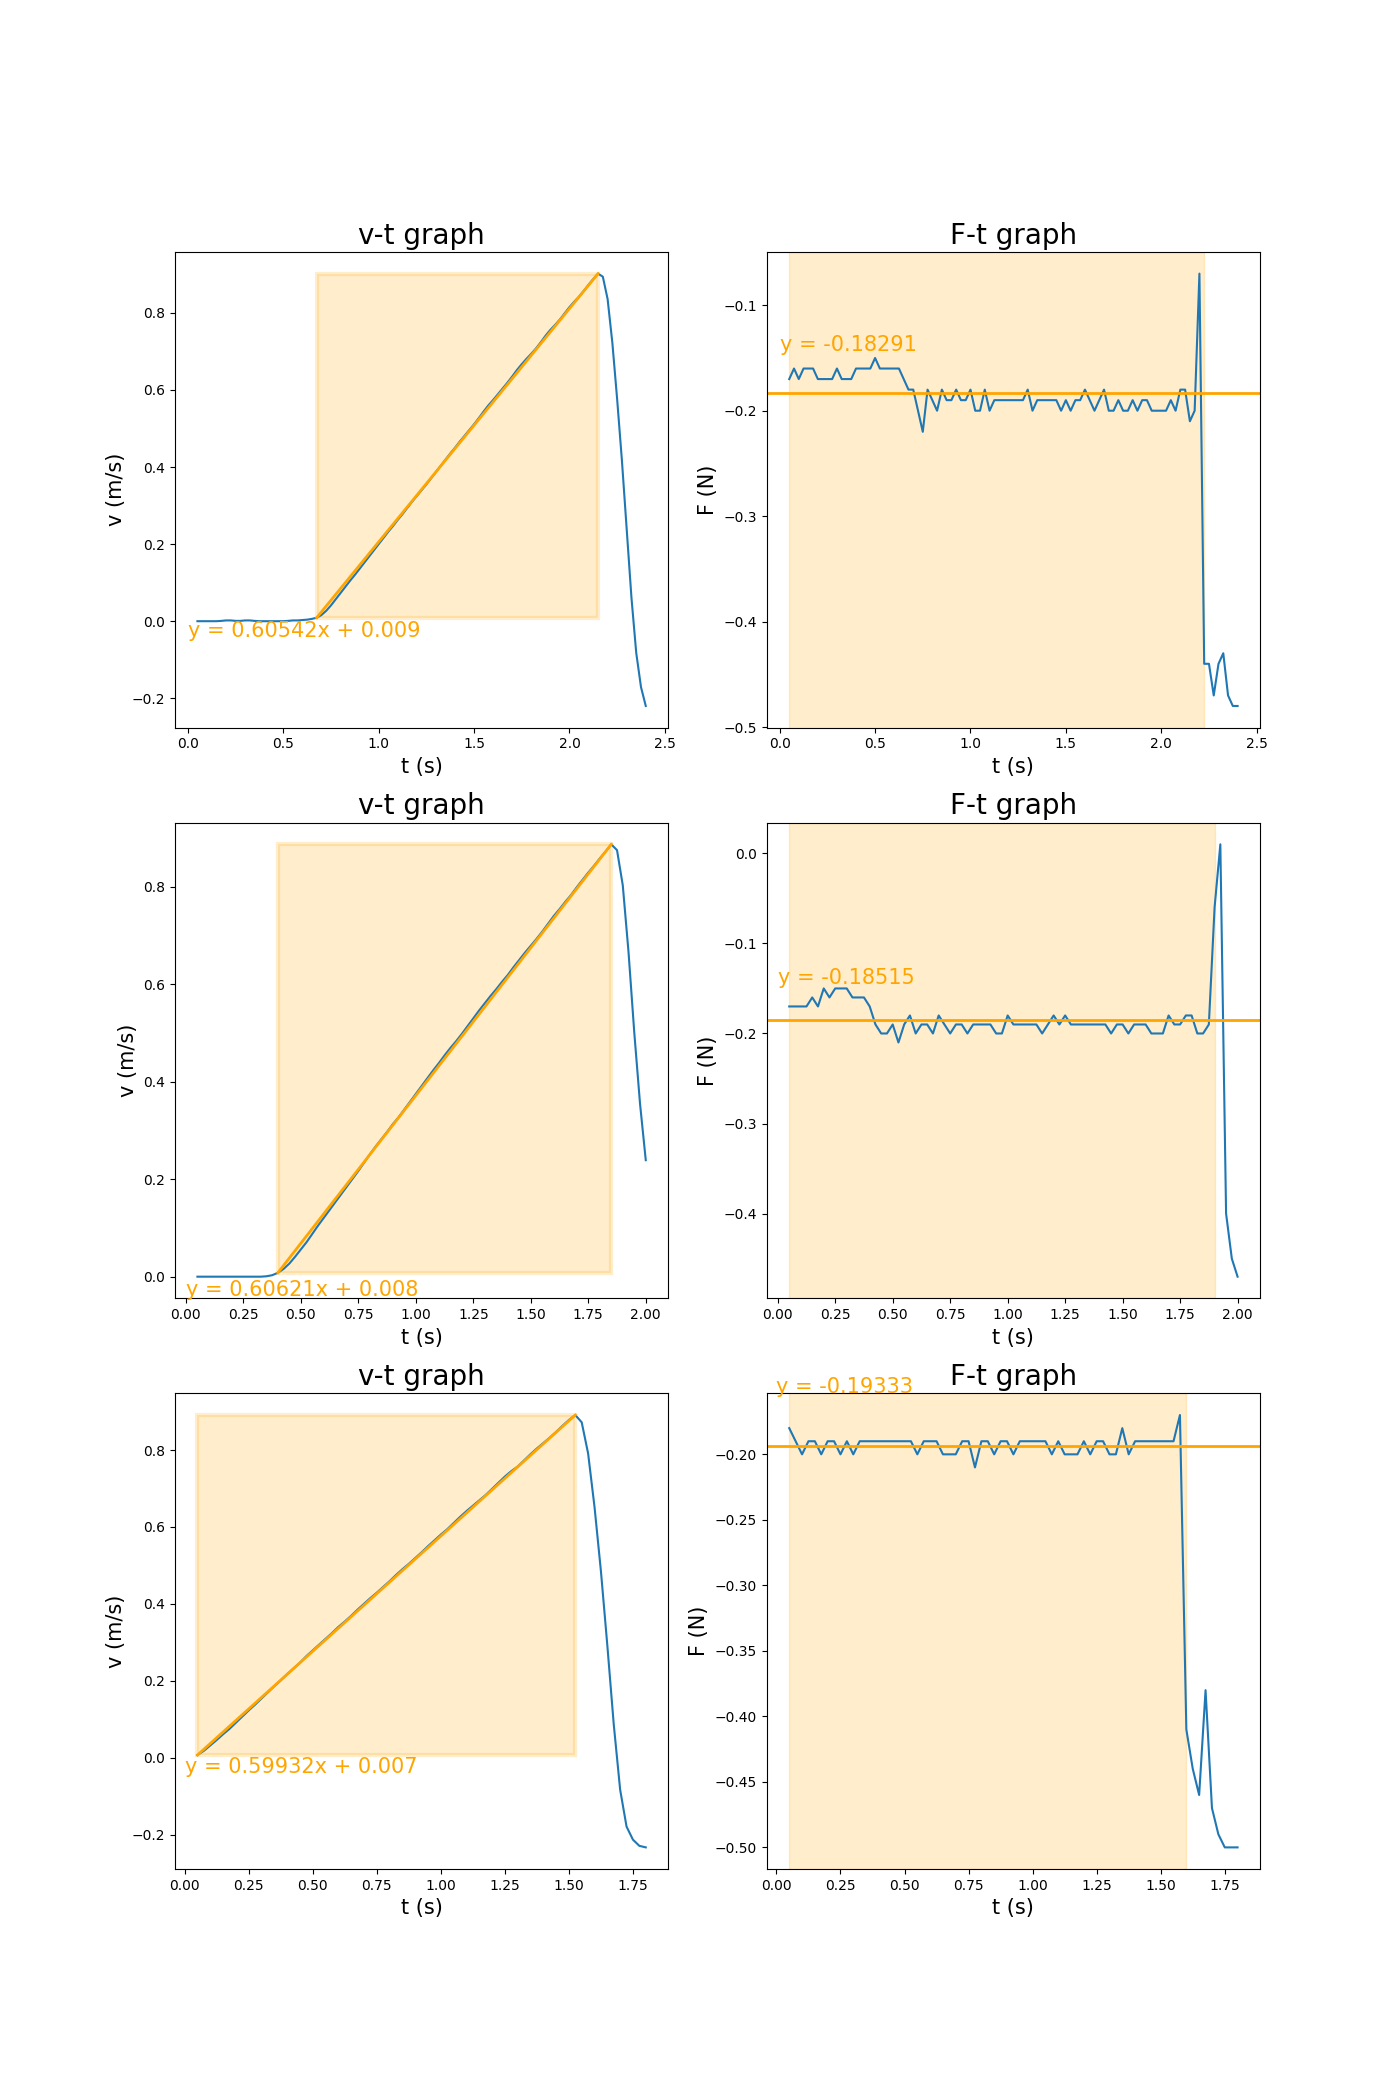 v-t graph
0.8
0.6
0.4
0.2
0.0
−0.2
v (m/s)
y = 0.60542x + 0.009
0.0 0.5 1.0 1.5 2.0 2.5
t (s)
F-t graph
−0.1
−0.2
−0.3
−0.4
−0.5
F (N)
y = -0.18291
0.0 0.5 1.0 1.5 2.0 2.5
t (s)
v-t graph
0.8
0.6
0.4
0.2
0.0
v (m/s)
y = 0.60621x + 0.008
0.00 0.25 0.50 0.75 1.00 1.25 1.50 1.75 2.00
t (s)
F-t graph
0.0
−0.1
−0.2
−0.3
−0.4
F (N)
y = -0.18515
0.00 0.25 0.50 0.75 1.00 1.25 1.50 1.75 2.00
t (s)
v-t graph
0.8
0.6
0.4
0.2
0.0
−0.2
v (m/s)
y = 0.59932x + 0.007
0.00 0.25 0.50 0.75 1.00 1.25 1.50 1.75
t (s)
F-t graph
y = -0.19333
−0.20
−0.25
−0.30
−0.35
−0.40
−0.45
−0.50
F (N)
0.00 0.25 0.50 0.75 1.00 1.25 1.50 1.75
t (s)